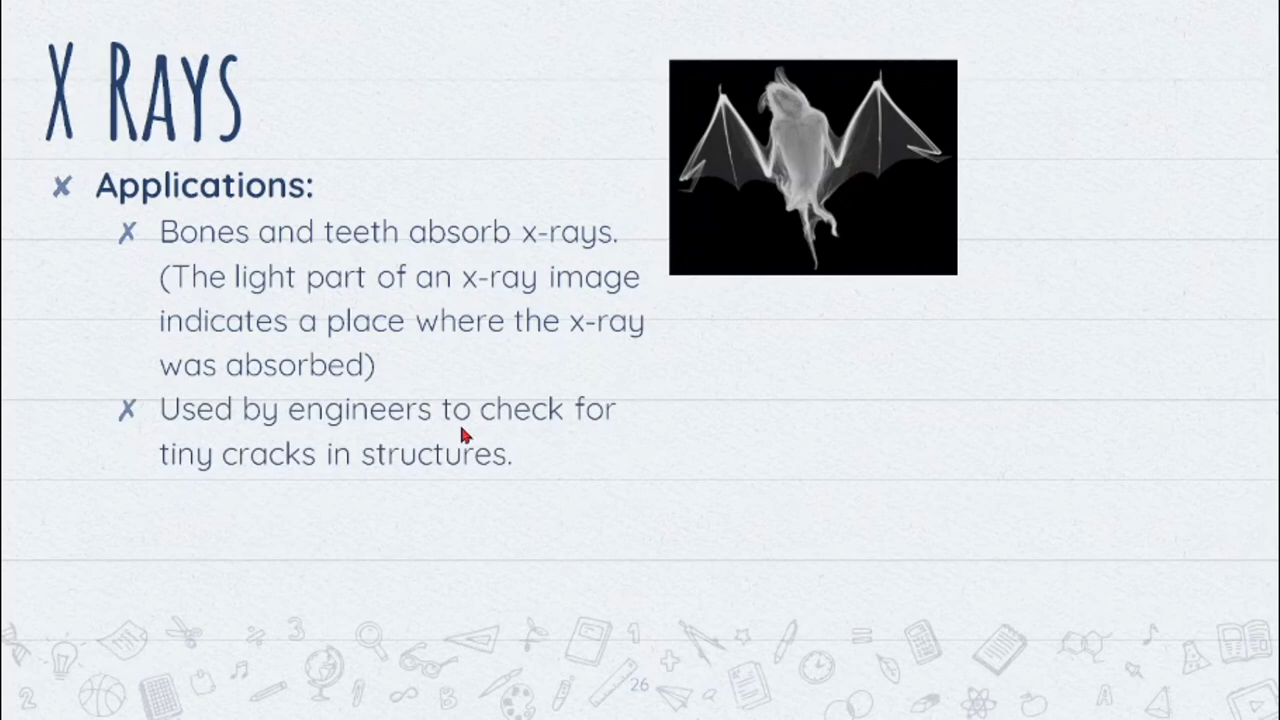 X Rays
✗ Applications:
✗ Bones and teeth absorb x-rays.
(The light part of an x-ray image
indicates a place where the x-ray
was absorbed)
✗ Used by engineers to check for
tiny cracks in structures.
26